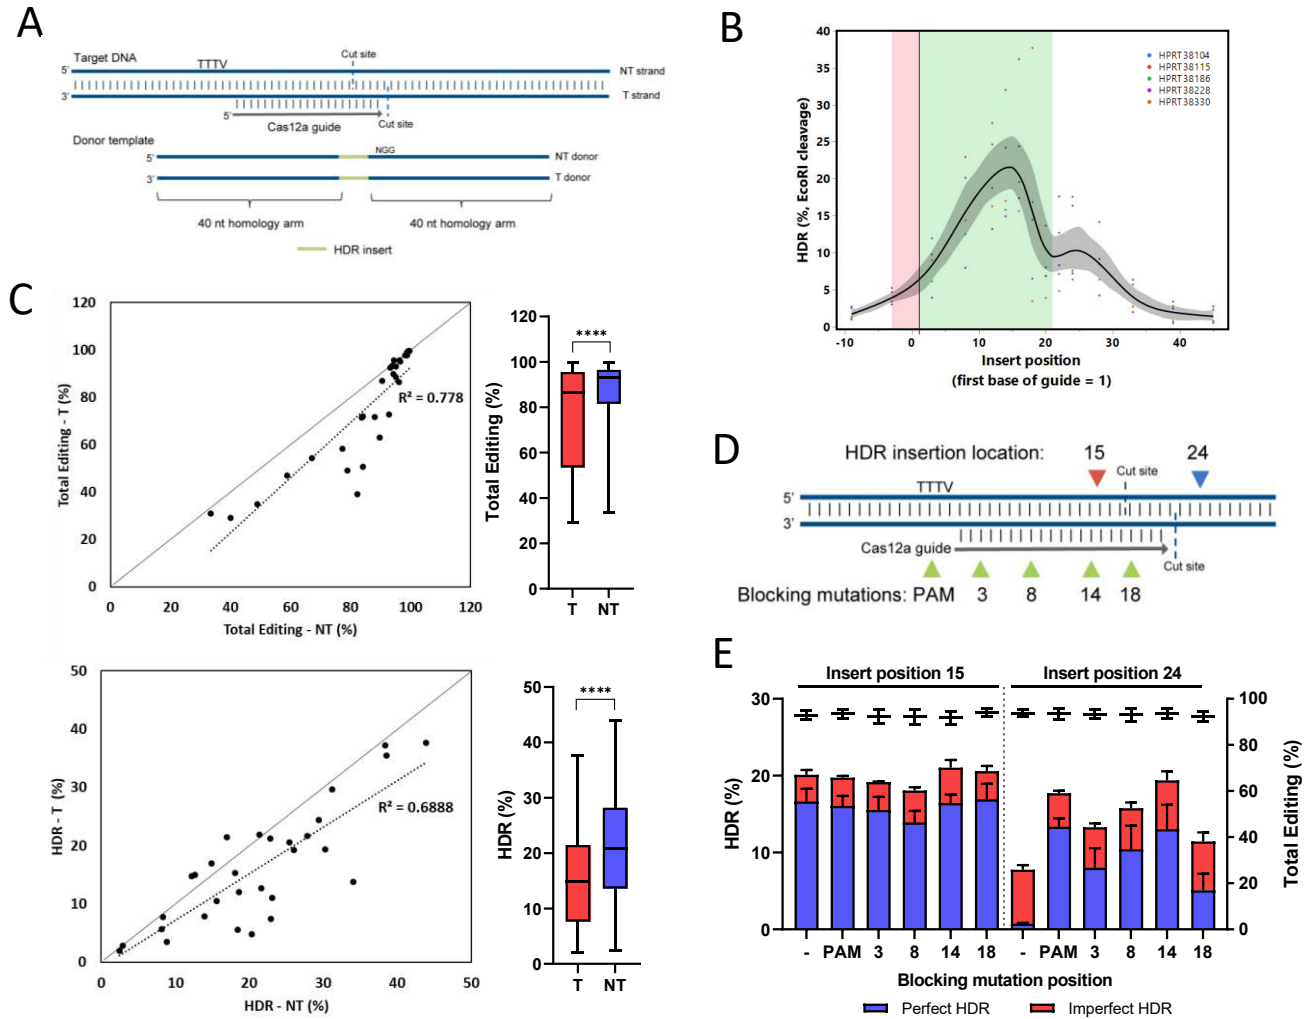 A
Target DNA
TTTV
Cut site
5'
NT strand
3'
T strand
5'
Cas12a guide
Cut site
Donor template
NGG
5'
NT donor
3'
T donor
40 nt homology arm
40 nt homology arm
HDR insert
B
HDR (%, EcoRI cleavage)
40
35
30
25
20
15
10
5
0
-10
0
10
20
30
40
Insert position
(first base of guide = 1)
HPRT38104
HPRT38115
HPRT38186
HPRT38228
HPRT38330
C
Total Editing - T (%)
120
100
80
60
40
20
0
0
20
40
60
80
100
120
Total Editing - NT (%)
R² = 0.778
Total Editing (%)
120
100
80
60
40
20
0
****
T
NT
HDR - T (%)
50
40
30
20
10
0
0
10
20
30
40
50
HDR - NT (%)
R² = 0.6888
HDR (%)
50
40
30
20
10
0
****
T
NT
D
HDR insertion location:
15
24
Cut site
TTTV
5'
3'
Cas12a guide
Cut site
Blocking mutations: PAM 3 8 14 18
E
Insert position 15
Insert position 24
HDR (%)
30
20
10
0
Total Editing (%)
100
80
60
40
20
0
- PAM 3 8 14 18 - PAM 3 8 14 18
Blocking mutation position
Perfect HDR
Imperfect HDR